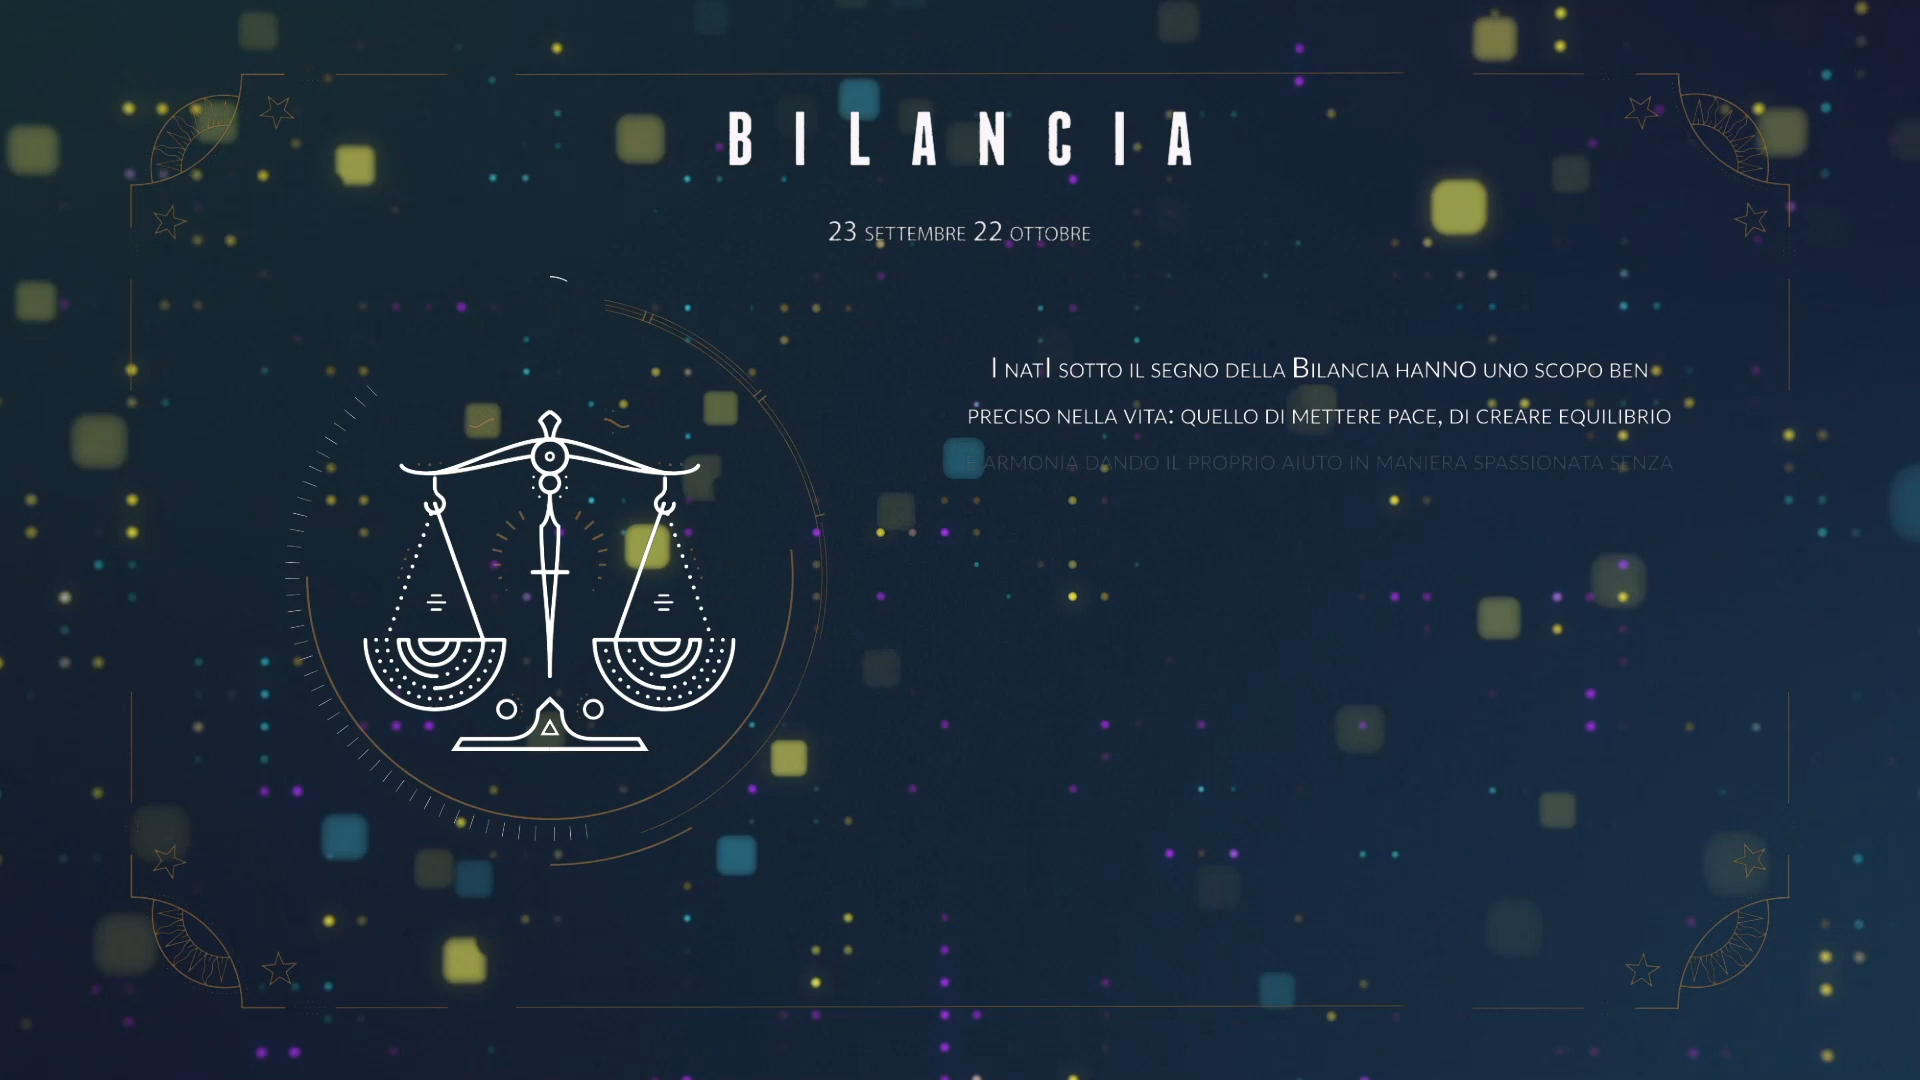 BILANCIA
23 settembre 22 ottobre
I natI sotto il segno della Bilancia haNNO uno scopo ben
preciso nella vita: quello di mettere pace, di creare equilibrio
E ARMONIA DANDO IL PROPRIO AIUTO IN MANIERA SPASSIONATA SENZA